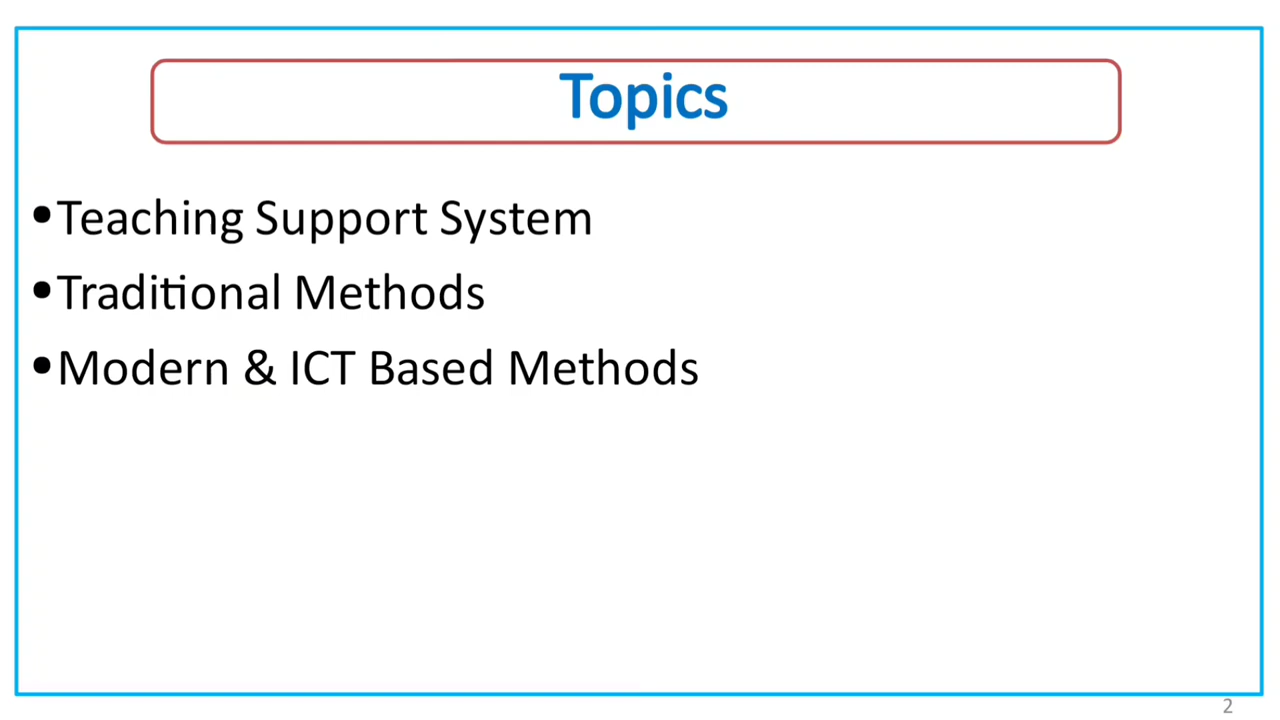 Topics
•Teaching Support System
•Traditional Methods
•Modern & ICT Based Methods
2